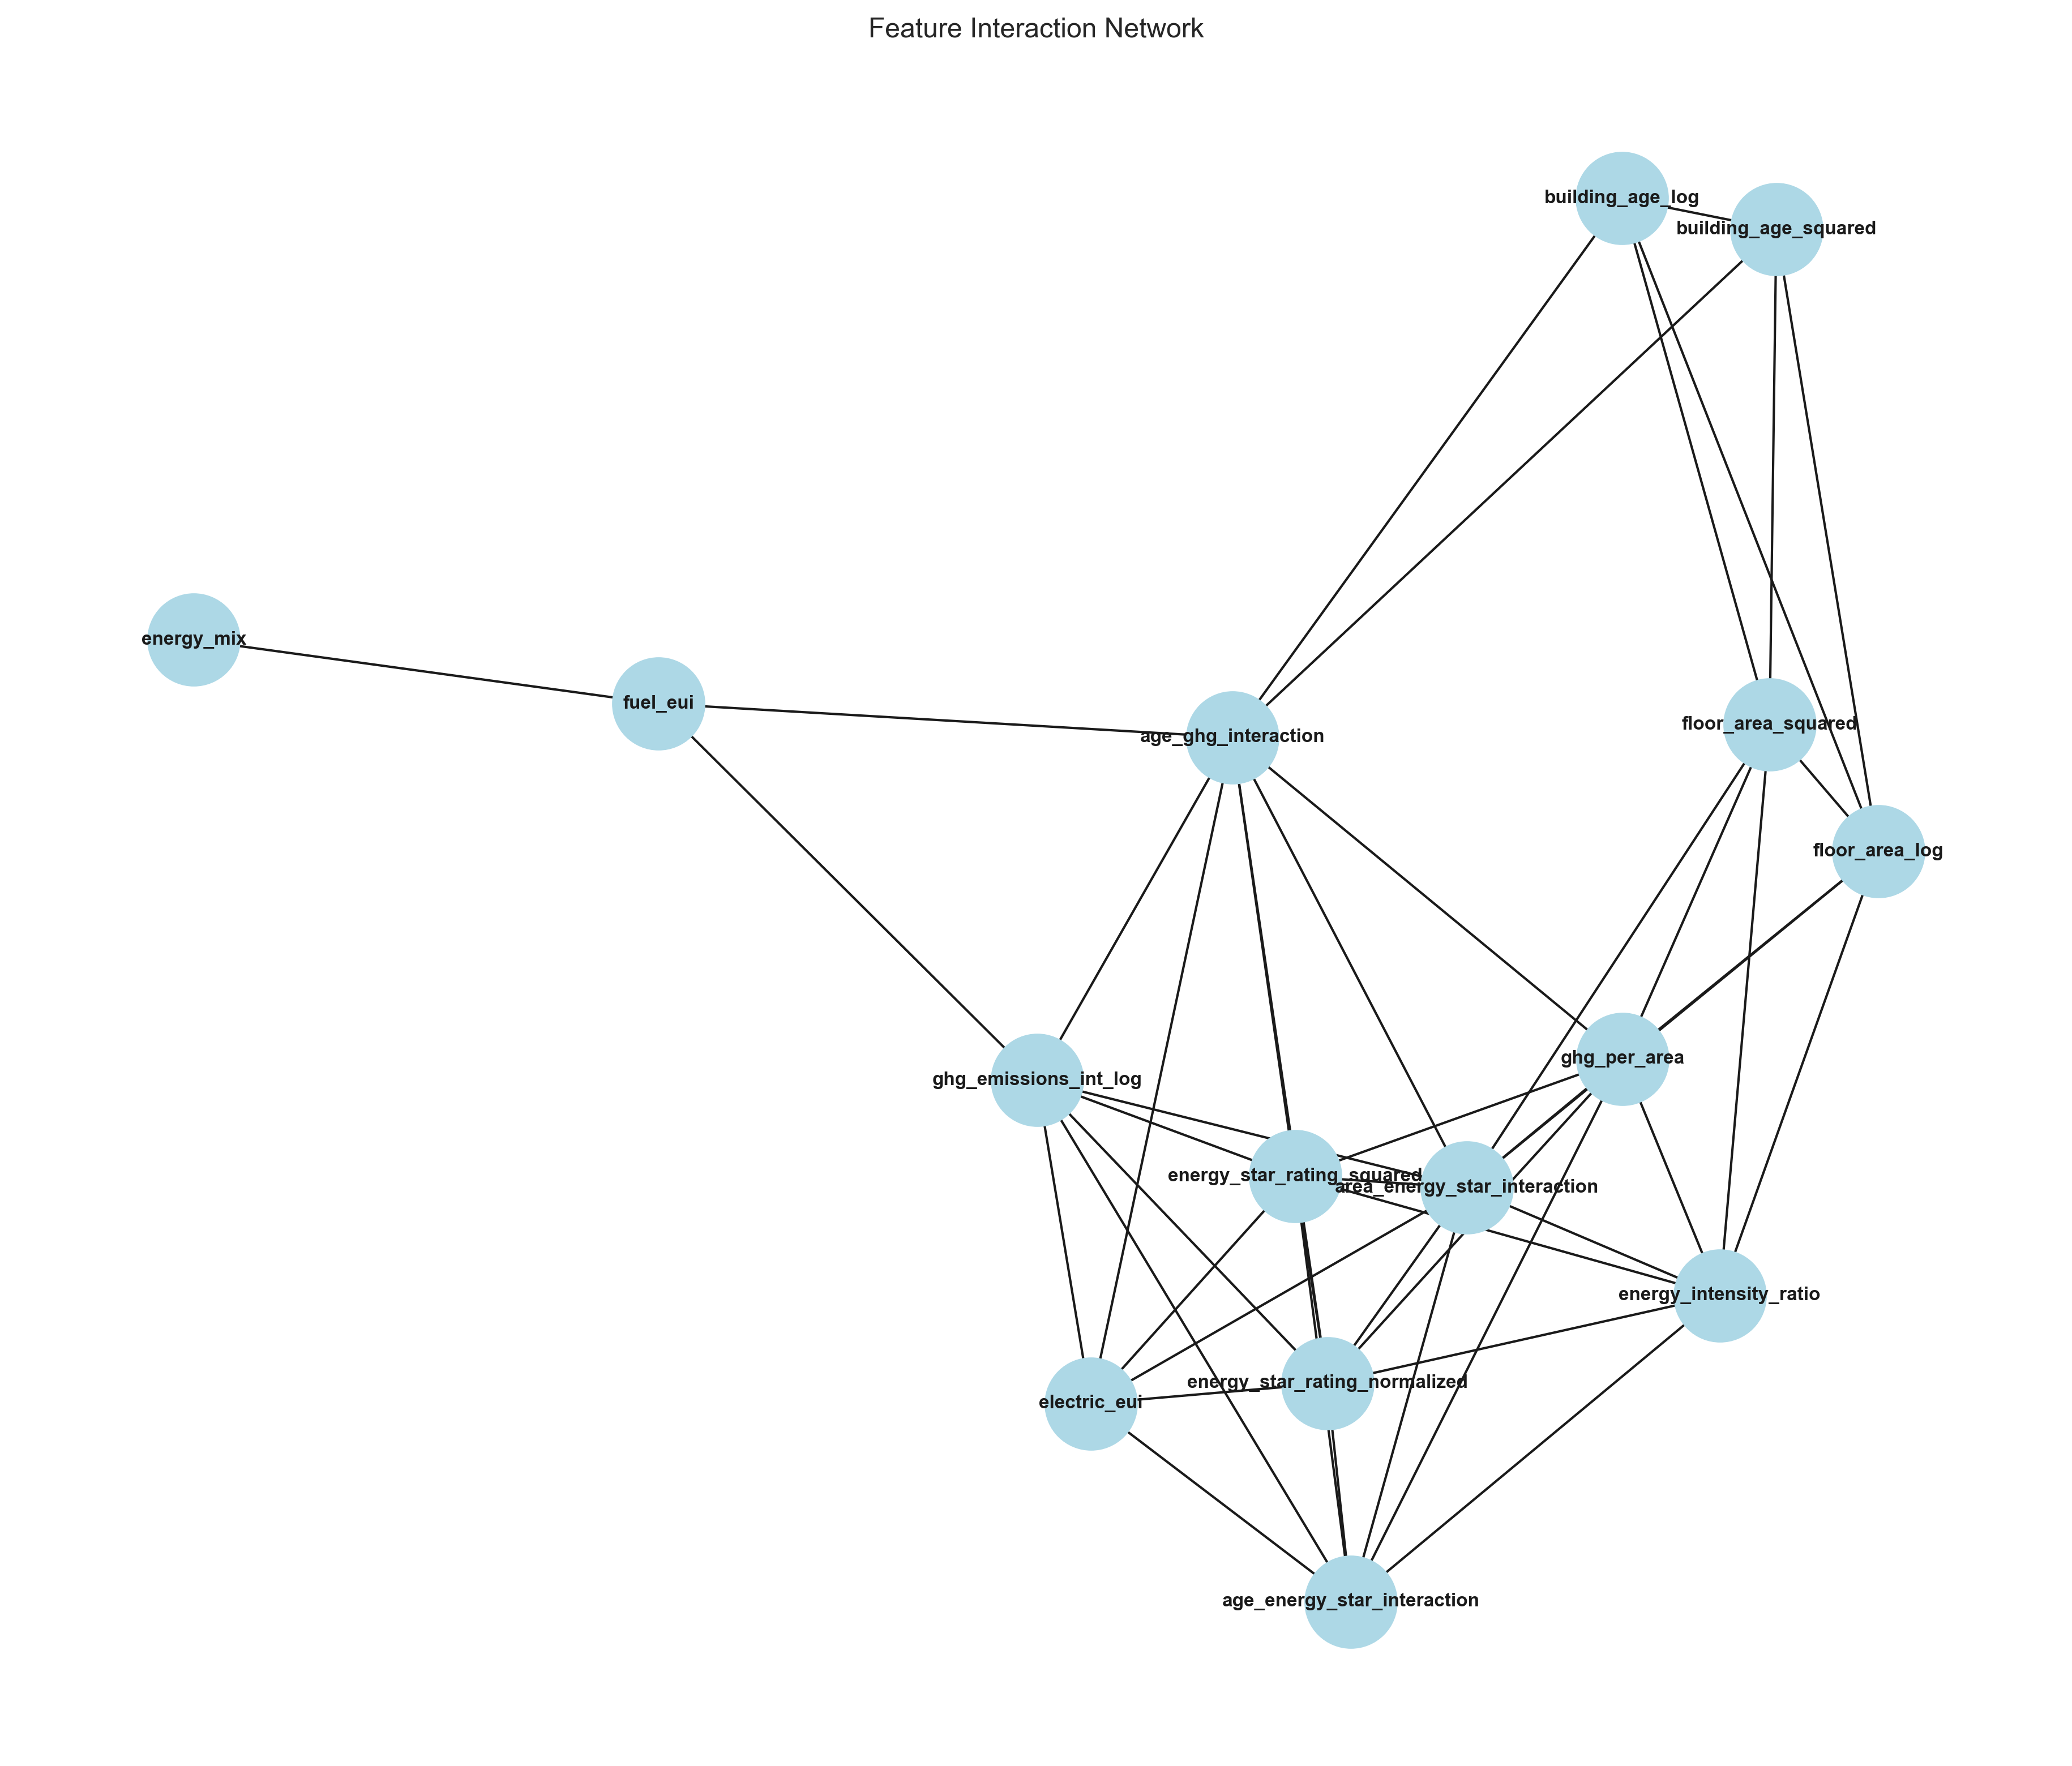 Feature Interaction Network
building_age_log
building_age_squared
energy_mix
fuel_eui
age_ghg_interaction
floor_area_squared
floor_area_log
ghg_per_area
ghg_emissions_int_log
energy_star_rating_squared
area_energy_star_interaction
energy_intensity_ratio
energy_star_rating_normalized
electric_eui
age_energy_star_interaction